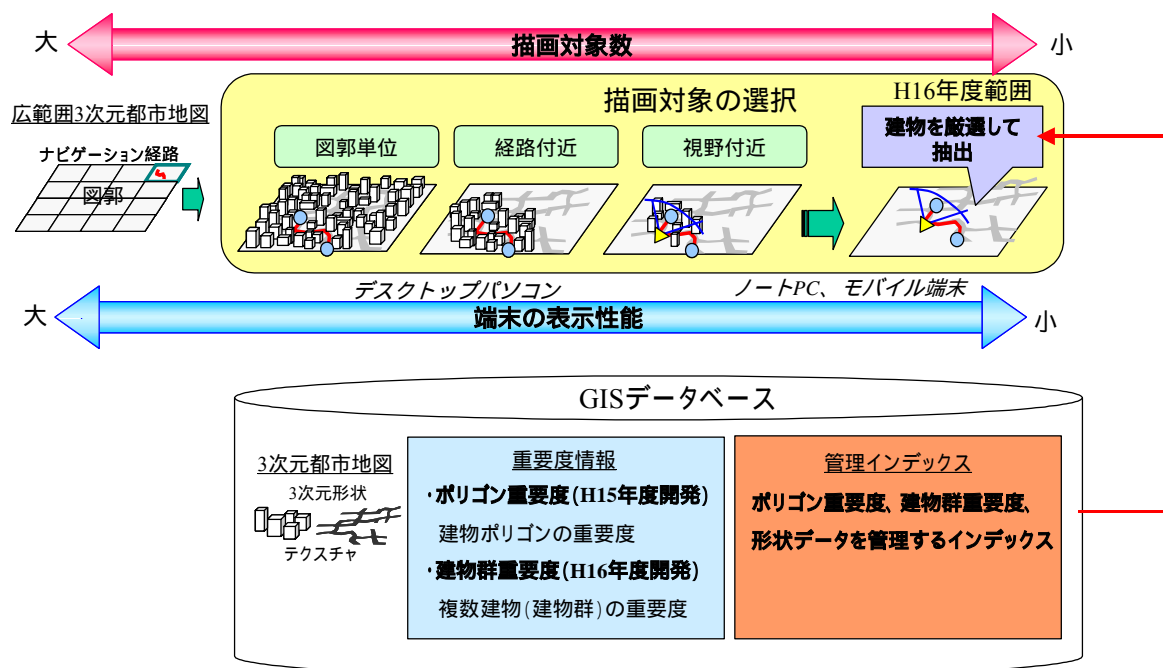 大
描画対象数
小
広範囲3次元都市地図
ナビゲーション経路
図郭
描画対象の選択
H16年度範囲
建物を厳選して
抽出
図郭単位
経路付近
視野付近
デスクトップパソコン
ノートPC、モバイル端末
大
端末の表示性能
小
GISデータベース
3次元都市地図
3次元形状
テクスチャ
重要度情報
・ポリゴン重要度(H15年度開発)
建物ポリゴンの重要度
・建物群重要度(H16年度開発)
複数建物(建物群)の重要度
管理インデックス
ポリゴン重要度、建物群重要度、
形状データを管理するインデックス